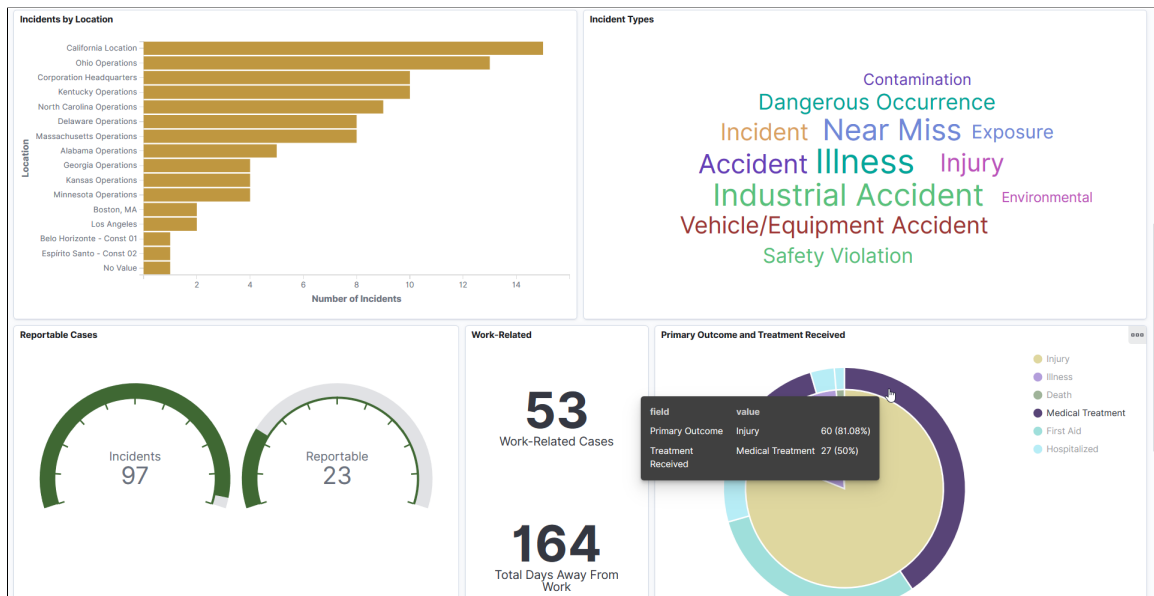 Incidents by Location
Location
California Location
Ohio Operations
Corporation Headquarters
Kentucky Operations
North Carolina Operations
Delaware Operations
Massachusetts Operations
Alabama Operations
Georgia Operations
Kansas Operations
Minnesota Operations
Boston, MA
Los Angeles
Belo Horizonte - Const 01
Espírito Santo - Const 02
No Value
2 4 6 8 10 12 14
Number of Incidents
Incident Types
Contamination
Dangerous Occurrence
Incident Near Miss Exposure
Accident Illness Injury
Industrial Accident Environmental
Vehicle/Equipment Accident
Safety Violation
Reportable Cases
Incidents
97
Reportable
23
Work-Related
53
Work-Related Cases
164
Total Days Away From
Work
Primary Outcome and Treatment Received
field value
Primary Outcome Injury 60 (81.08%)
Treatment Medical Treatment 27 (50%)
Received
Injury
Illness
Death
Medical Treatment
First Aid
Hospitalized